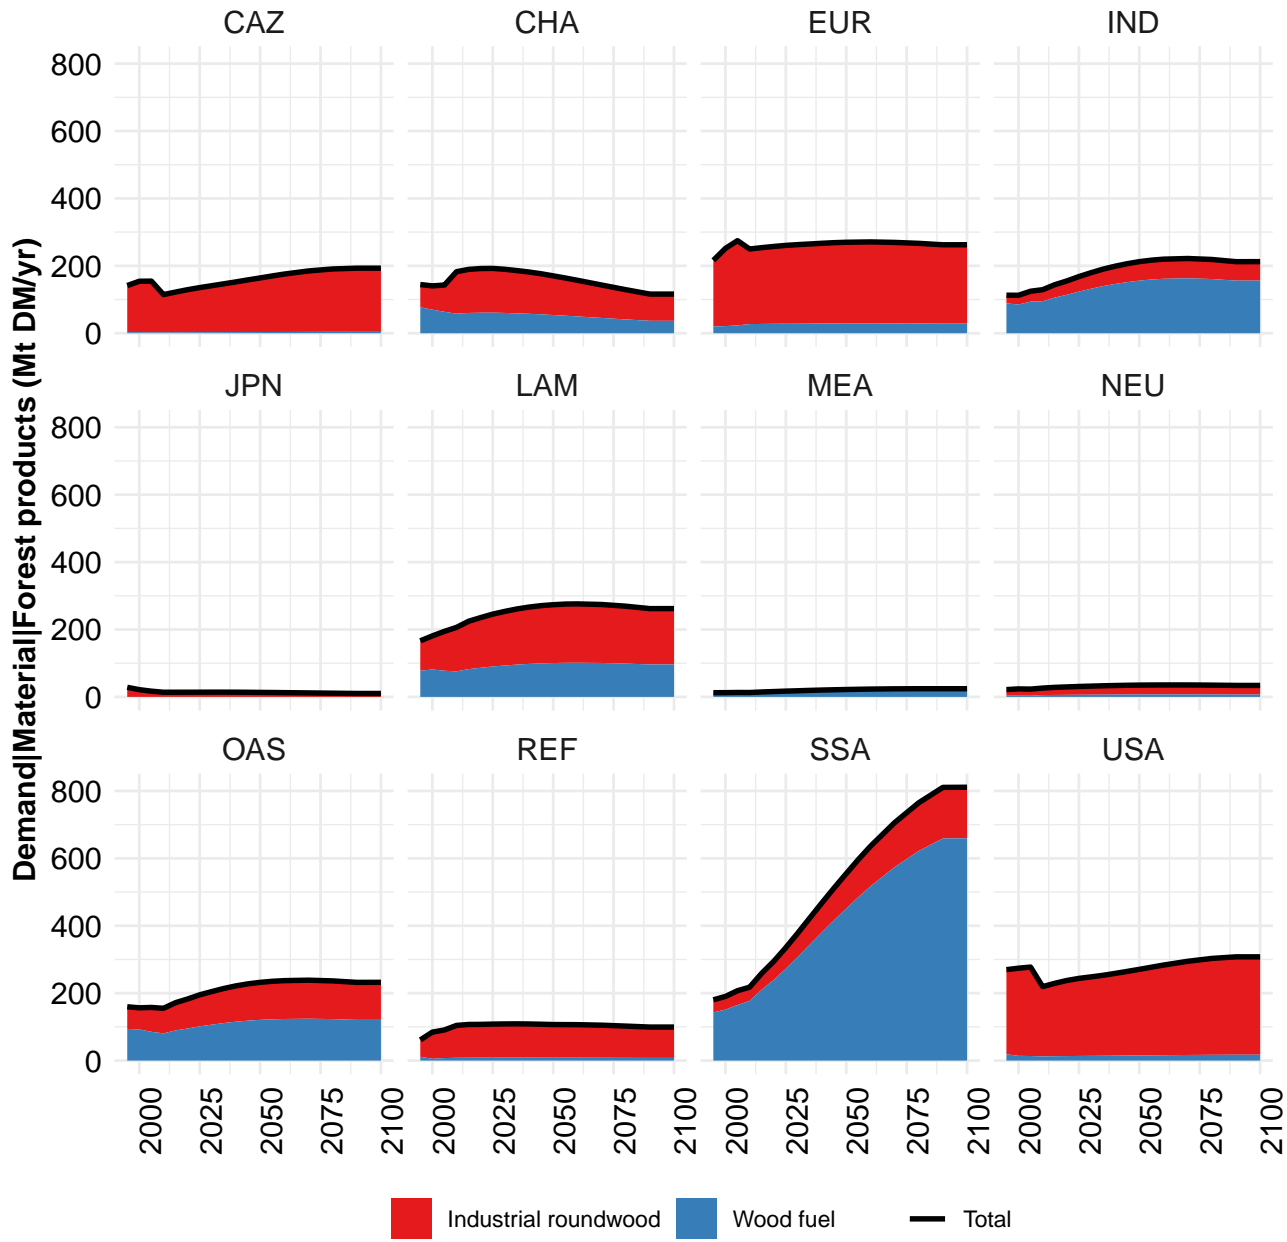 CAZ CHA EUR IND
800
600
400
200
0
JPN LAM MEA NEU
800
600
400
200
0
OAS REF SSA USA
800
600
400
200
0
Demand|Material|Forest products (Mt DM/yr)
2000 2025 2050 2075 2100 2000 2025 2050 2075 2100 2000 2025 2050 2075 2100 2000 2025 2050 2075 2100
Industrial roundwood Wood fuel Total